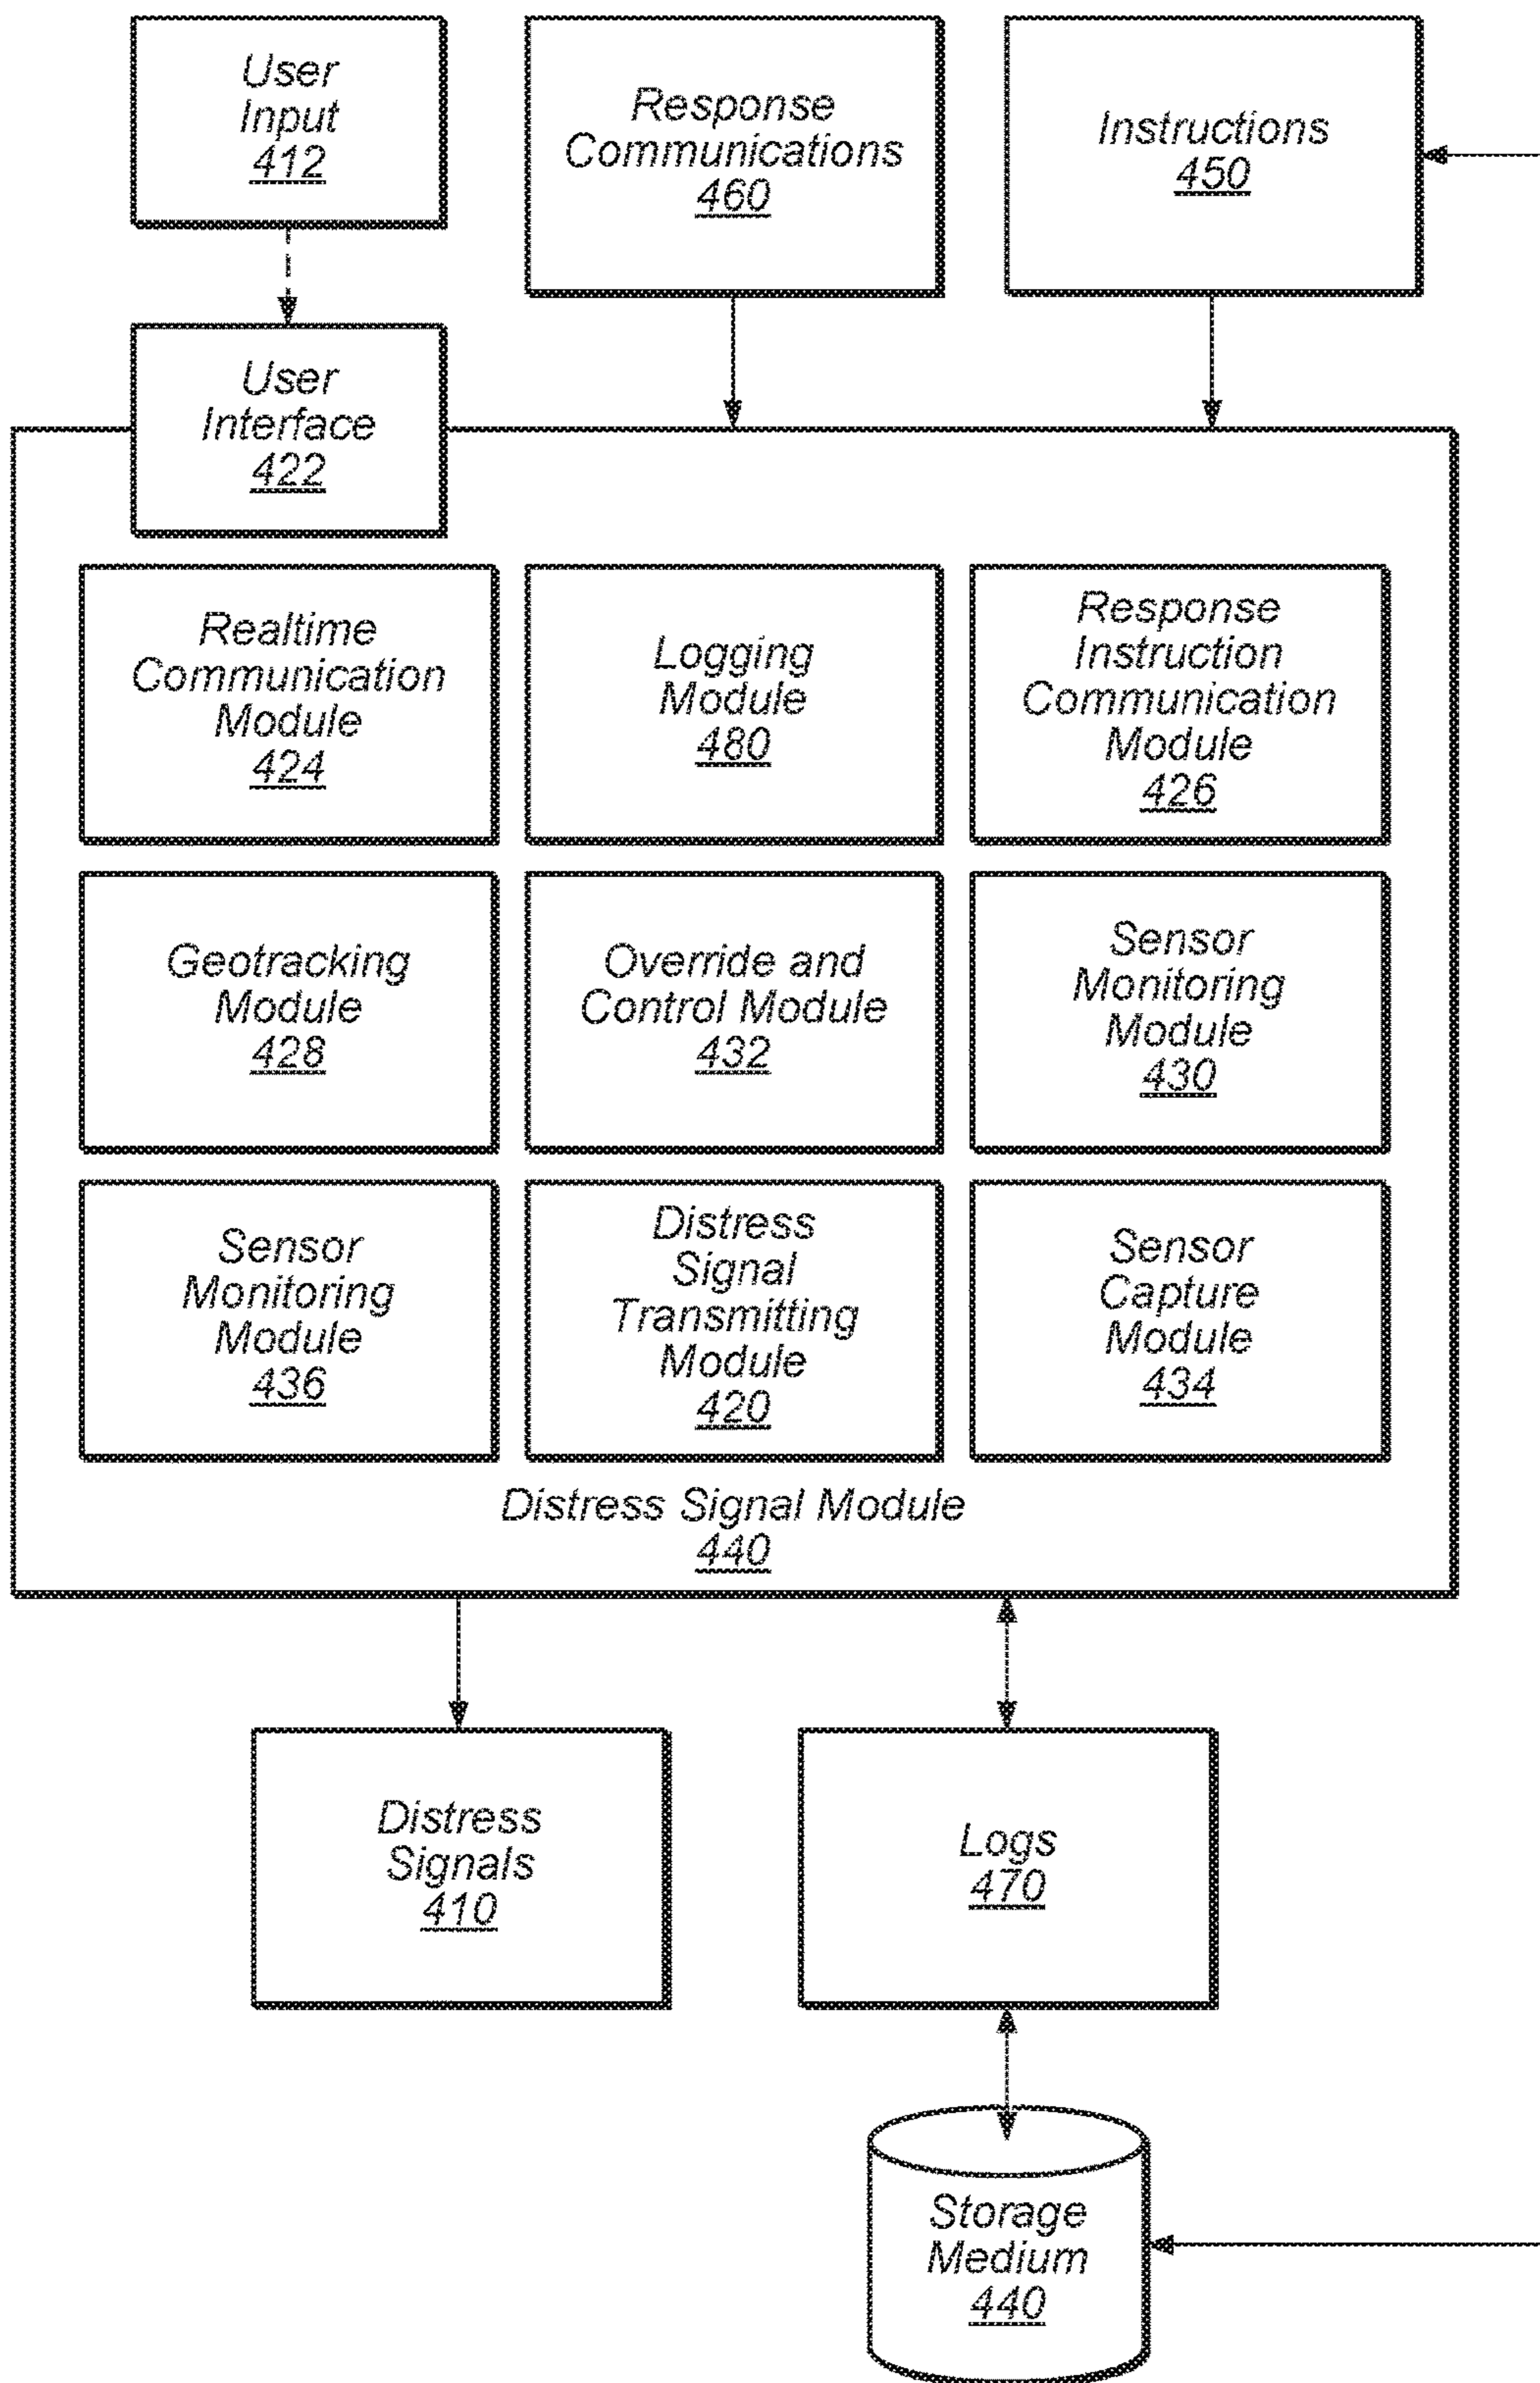 User
Input
412
Response
Communications
460
Instructions
450
User
Interface
422
Realtime
Communication
Module
424
Logging
Module
480
Response
Instruction
Communication
Module
426
Geotracking
Module
428
Override and
Control Module
432
Sensor
Monitoring
Module
430
Sensor
Monitoring
Module
436
Distress
Signal
Transmitting
Module
420
Sensor
Capture
Module
434
Distress Signal Module
440
Distress
Signals
410
Logs
470
Storage
Medium
440